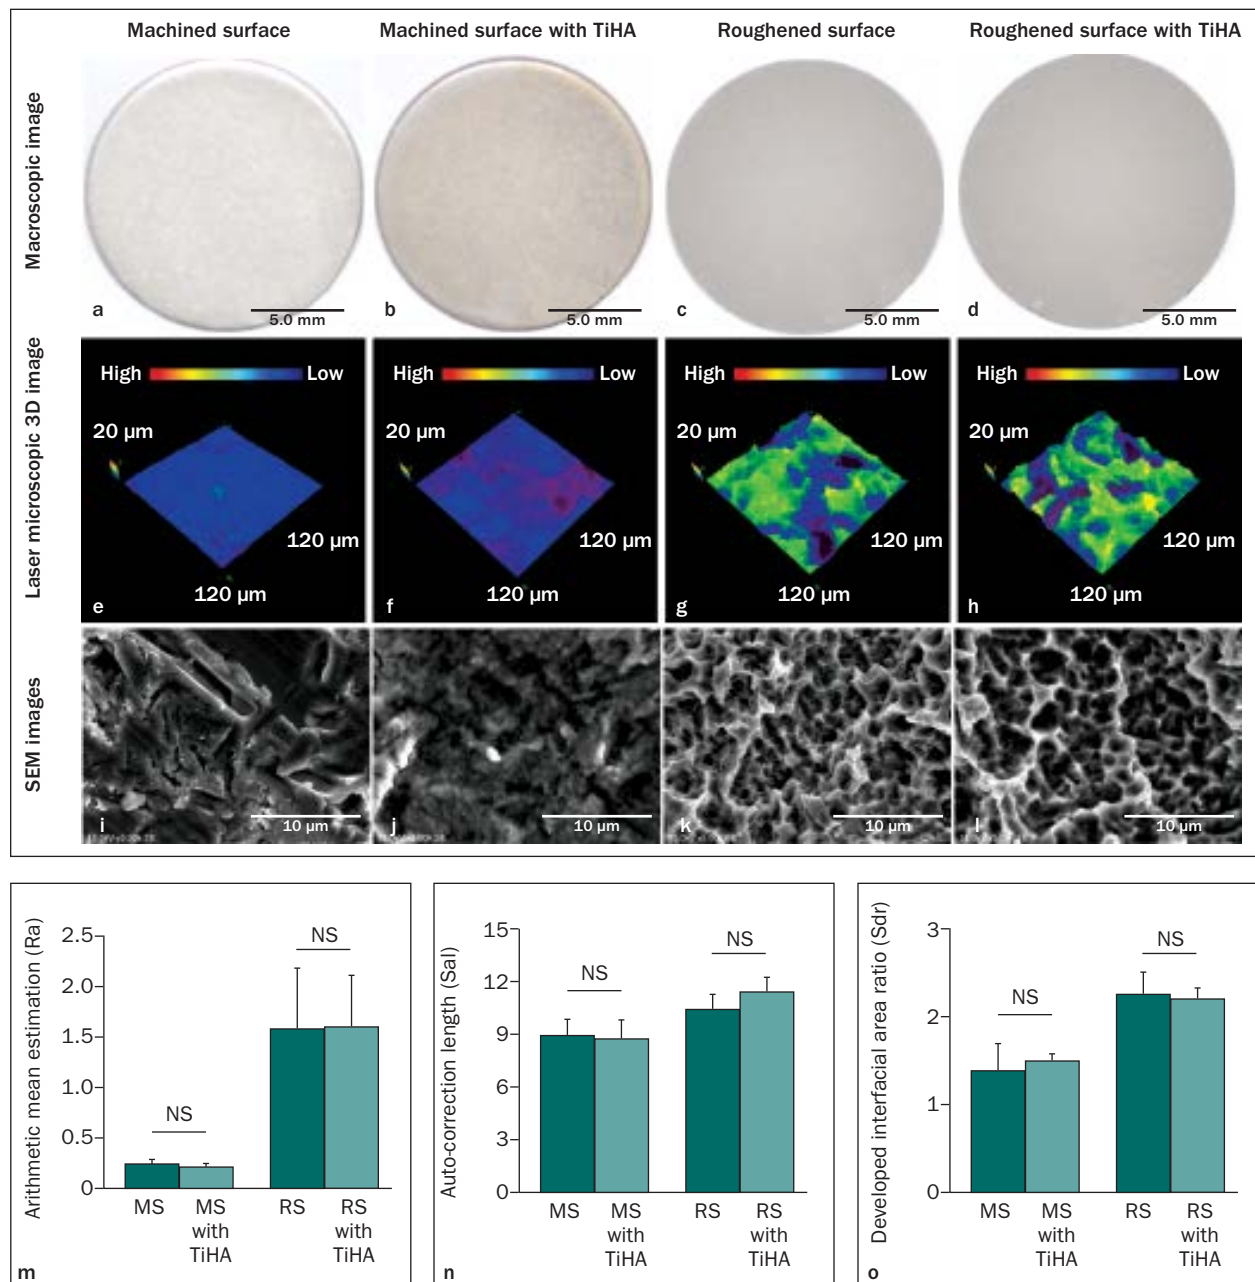 Machined surface
Machined surface with TiHA
Roughened surface
Roughened surface with TiHA
Macroscopic image
a
5.0 mm
b
5.0 mm
c
5.0 mm
d
5.0 mm
Laser microscopic 3D image
High
Low
20 µm
120 µm
120 µm
e
High
Low
20 µm
120 µm
120 µm
f
High
Low
20 µm
120 µm
120 µm
g
High
Low
20 µm
120 µm
120 µm
h
SEM images
i
10 µm
j
10 µm
k
10 µm
l
10 µm
Arithmetic mean estimation (Ra)
2.5
2.0
1.5
1.0
0.5
0
NS
NS
MS
MS
with
TiHA
RS
RS
with
TiHA
m
Auto-correction length (Sal)
15
12
9
6
3
0
NS
NS
MS
MS
with
TiHA
RS
RS
with
TiHA
n
Developed interfacial area ratio (Sdr)
3
2
1
0
NS
NS
MS
MS
with
TiHA
RS
RS
with
TiHA
o